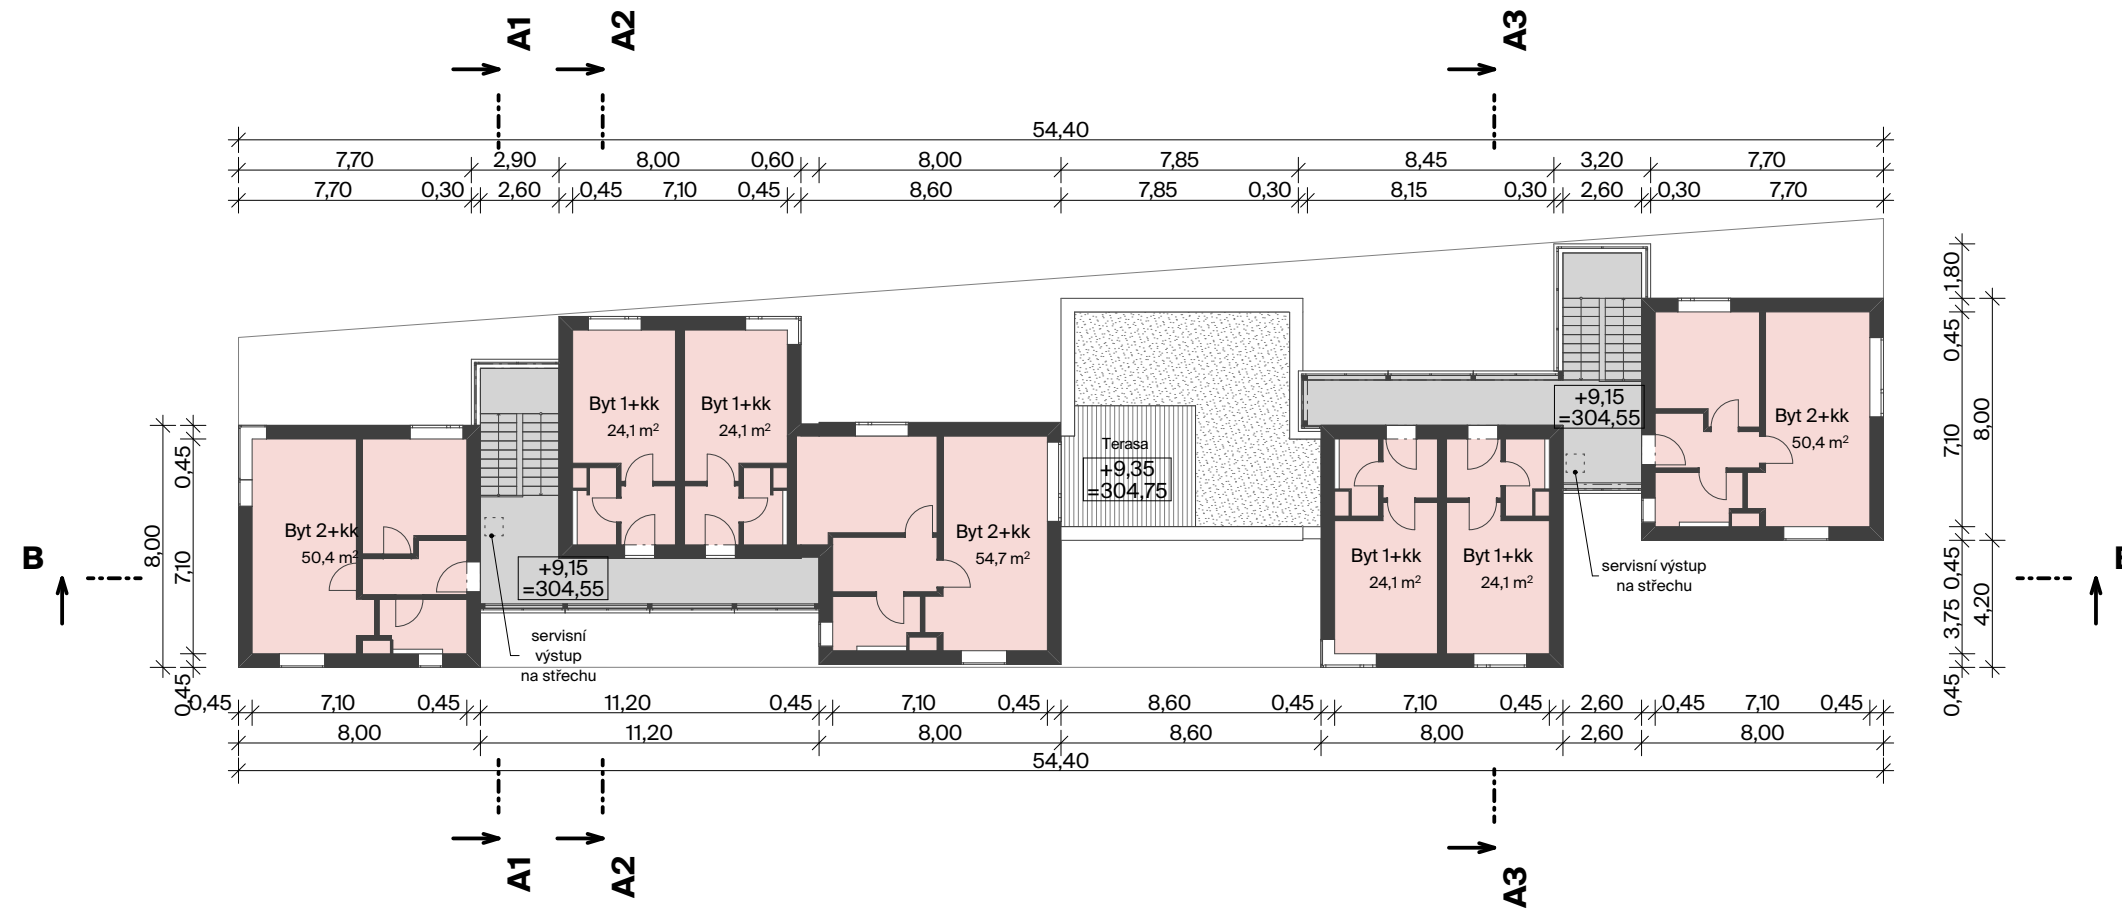 A1 A2 A3
54,40
7,70 2,90 8,00 0,60 8,00 7,85 8,45 3,20 7,70
7,70 0,30 2,60 0,45 7,10 0,45 8,60 7,85 0,30 8,15 0,30 2,60 0,30 7,70
1,80
0,45
7,10
8,00
0,45
3,75
4,20
0,45
Byt 1+kk
24,1 m²
Byt 1+kk
24,1 m²
+9,15
=304,55
Byt 2+kk
50,4 m²
Terasa
+9,35
=304,75
0,45
8,00
7,10
0,45
Byt 2+kk
50,4 m²
Byt 2+kk
54,7 m²
Byt 1+kk
24,1 m²
Byt 1+kk
24,1 m²
B
+9,15
=304,55
servisní výstup
na střechu
servisní
výstup
na střechu
0,45 7,10 0,45 11,20 0,45 7,10 0,45 8,60 0,45 7,10 0,45 2,60 0,45 7,10 0,45
8,00 11,20 8,00 8,60 8,00 2,60 8,00
54,40
A1 A2 A3